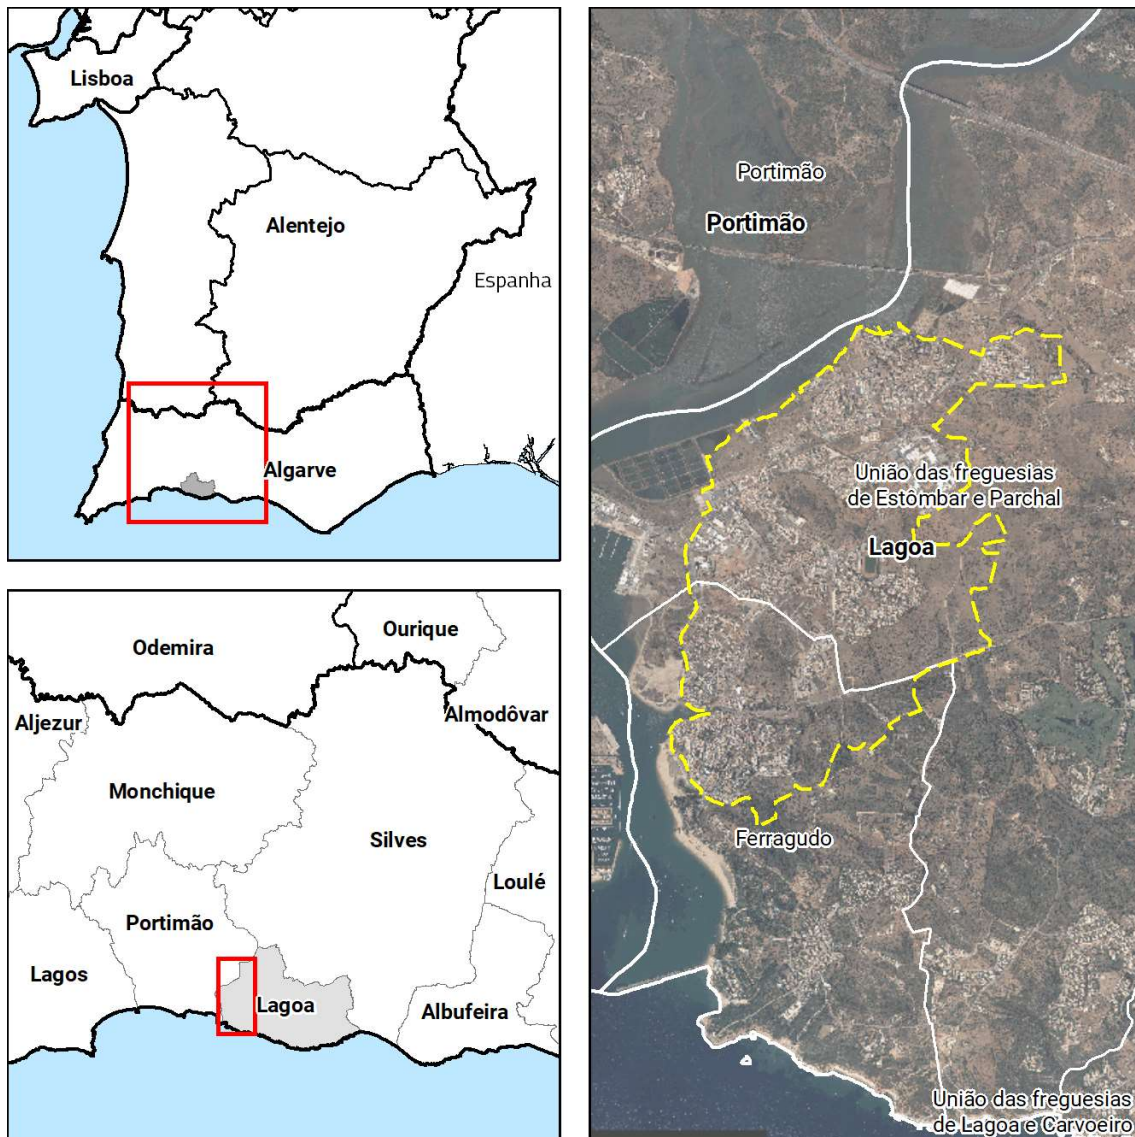 Lisboa
Alentejo
Espanha
Algarve
Odemira
Ourique
Aljezur
Almodôvar
Monchique
Silves
Loulé
Portimão
Lagos
Lagoa
Albufeira
Portimão
Portimão
União das freguesias
de Estômbar e Parchal
Lagoa
Ferragudo
União das freguesias
de Lagoa e Carvoeiro